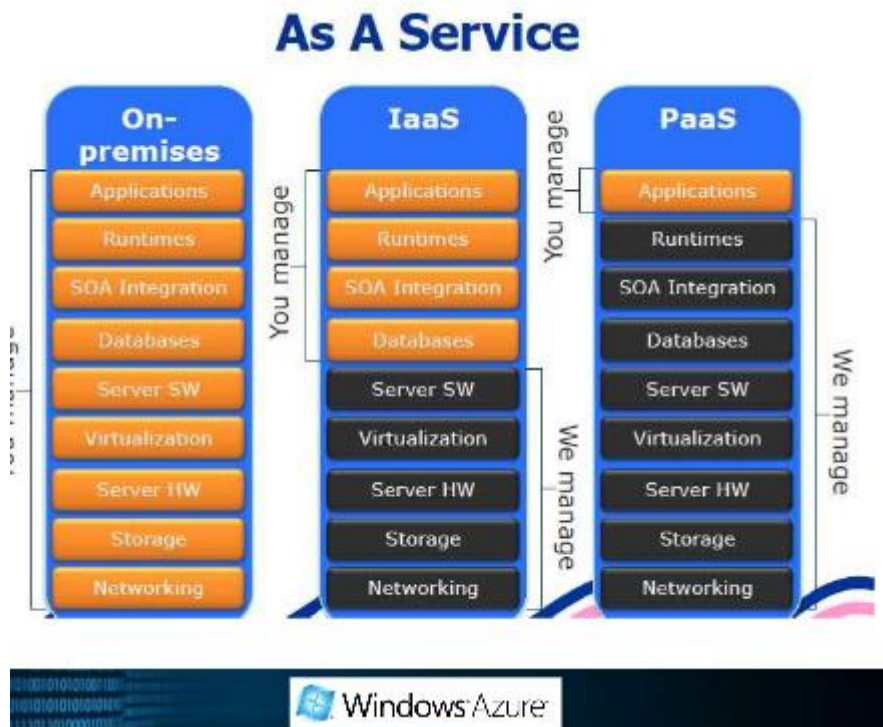 As A Service
On-
premises
Applications
Runtimes
SOA Integration
Databases
Server SW
Virtualization
Server HW
Storage
Networking
IaaS
You manage
Applications
Runtimes
SOA Integration
Databases
Server SW
Virtualization
Server HW
Storage
Networking
We manage
PaaS
You manage
Applications
Runtimes
SOA Integration
Databases
Server SW
Virtualization
Server HW
Storage
Networking
We manage
Windows Azure